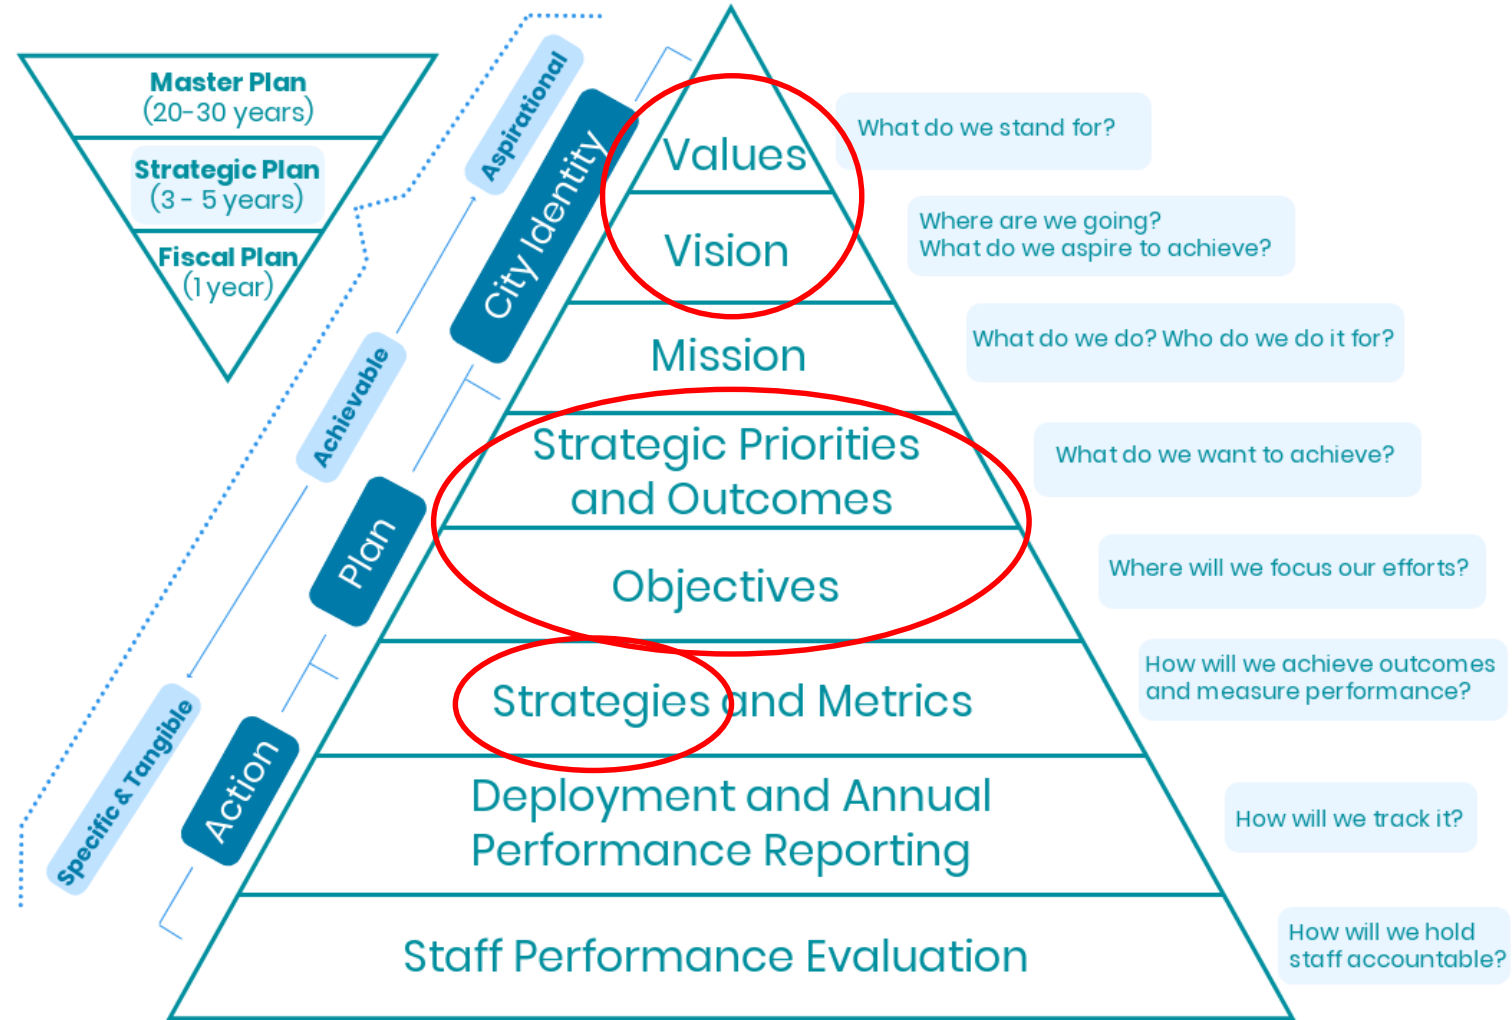 Master Plan
(20-30 years)
Strategic Plan
(3 - 5 years)
Fiscal Plan
(1 year)
Aspirational
Achievable
Specific & Tangible
City Identity
Plan
Action
Values
What do we stand for?
Vision
Where are we going?
What do we aspire to achieve?
Mission
What do we do? Who do we do it for?
Strategic Priorities
and Outcomes
What do we want to achieve?
Objectives
Where will we focus our efforts?
Strategies and Metrics
How will we achieve outcomes
and measure performance?
Deployment and Annual
Performance Reporting
How will we track it?
Staff Performance Evaluation
How will we hold
staff accountable?